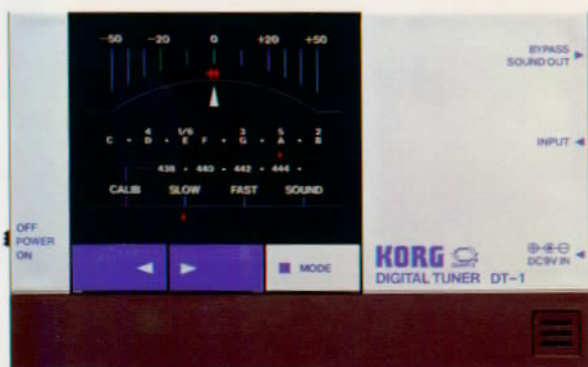 -50 -20 0 +20 +50
4 1/6 3 5 2
C • D • E F • G • A • B
438 • 440 • 442 • 444 •
CALIB SLOW FAST SOUND
OFF
POWER
ON
MODE
BYPASS
SOUND OUT
INPUT
KORG
DIGITAL TUNER DT-1
DC9V IN